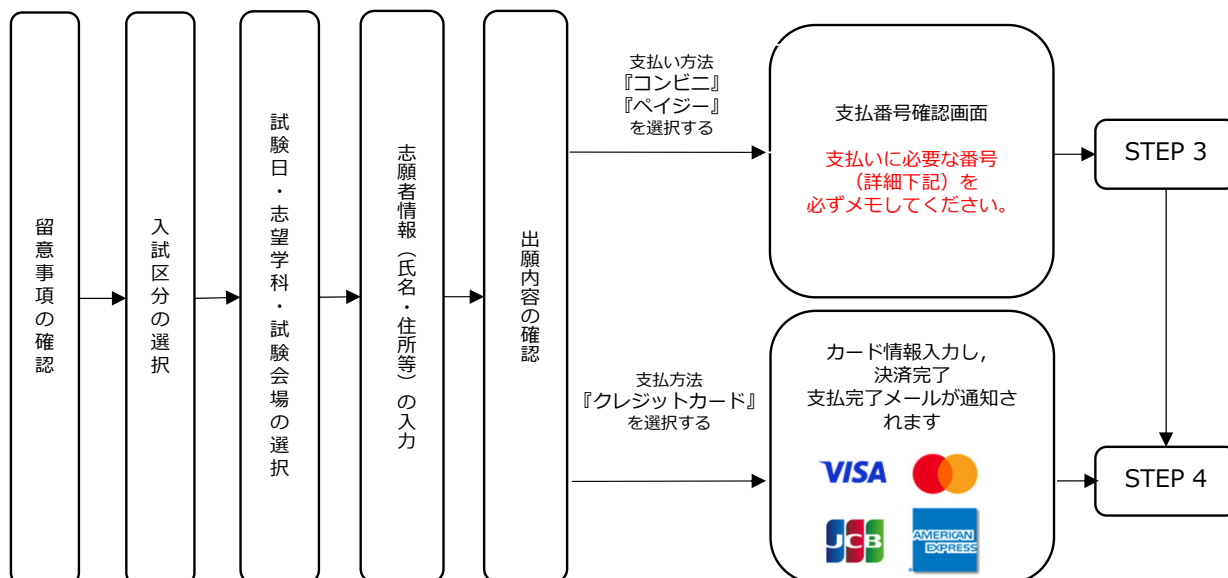 留意事項の確認
入試区分の選択
試験日・志望学科・試験会場の選択
志願者情報（氏名・住所等）の入力
出願内容の確認
支払い方法
『コンビニ』
『ペイジー』
を選択する
支払番号確認画面
支払いに必要な番号
（詳細下記）を
必ずメモしてください。
STEP 3
支払方法
『クレジットカード』
を選択する
カード情報入力し,
決済完了
支払完了メールが通知さ
れます
VISA
JCB
AMERICAN
EXPRESS
STEP 4